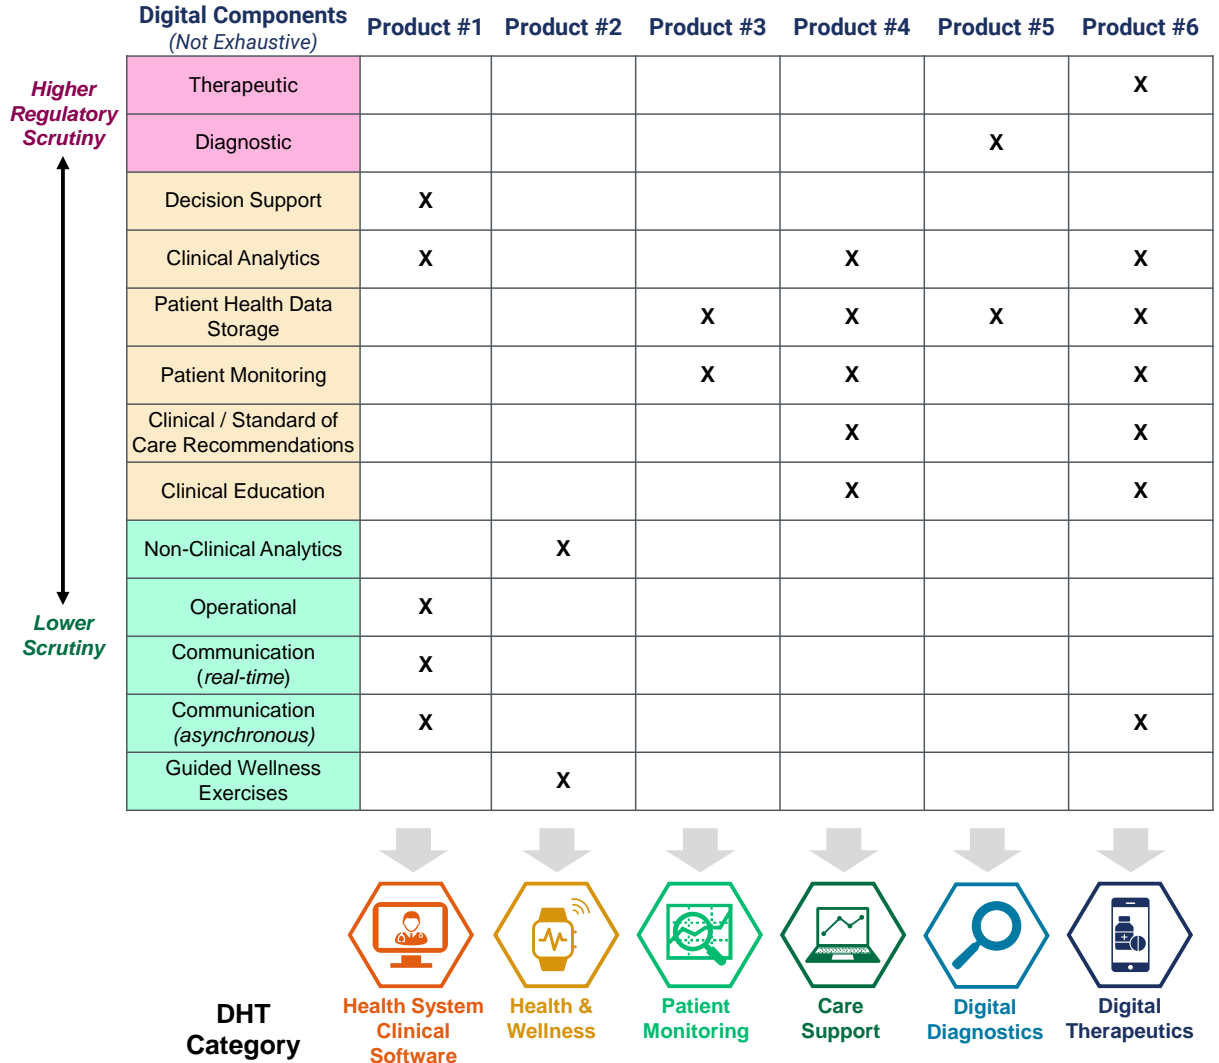 Digital Components
(Not Exhaustive)
Product #1
Product #2
Product #3
Product #4
Product #5
Product #6
Higher
Regulatory
Scrutiny
Lower
Scrutiny
Therapeutic X
Diagnostic X
Decision Support X
Clinical Analytics X X X
Patient Health Data
Storage X X X X
Patient Monitoring X X X
Clinical / Standard of
Care Recommendations X X
Clinical Education X X
Non-Clinical Analytics X
Operational X
Communication
(real-time) X
Communication
(asynchronous) X X
Guided Wellness
Exercises X
DHT
Category
Health System
Clinical
Software
Health &
Wellness
Patient
Monitoring
Care
Support
Digital
Diagnostics
Digital
Therapeutics